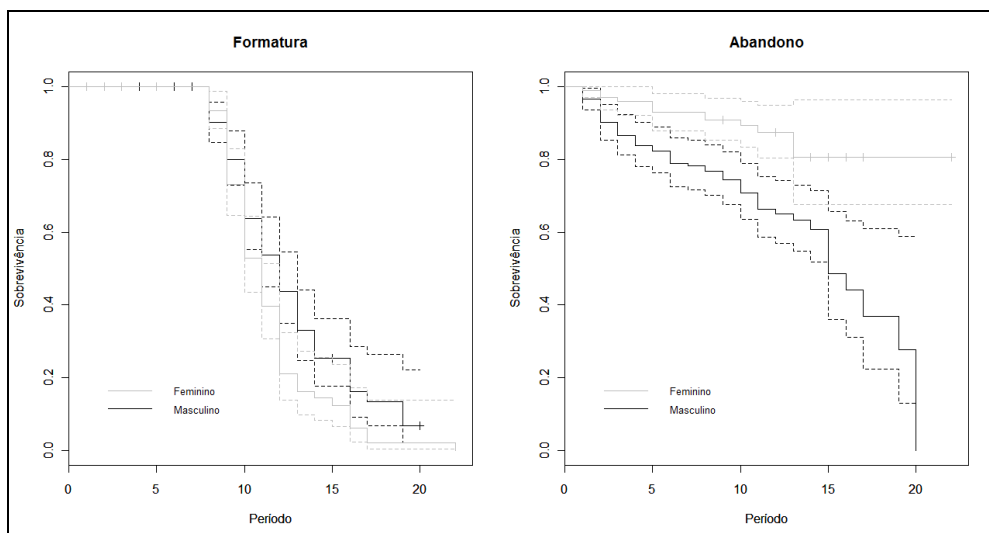 Formatura
Sobrevivência
1.0
0.8
0.6
0.4
0.2
0.0
Feminino
Masculino
0 5 10 15 20
Período
Abandono
Sobrevivência
1.0
0.8
0.6
0.4
0.2
0.0
Feminino
Masculino
0 5 10 15 20
Período